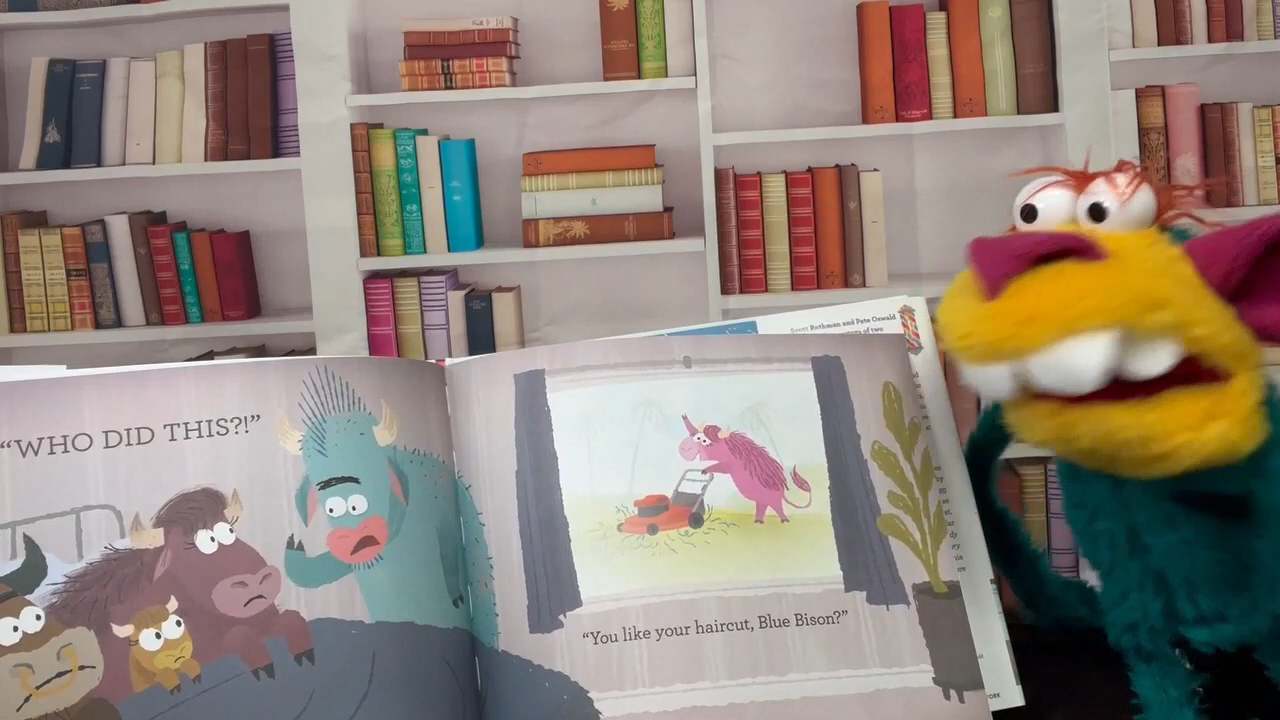 "WHO DID THIS?!"
Scott Rothman and Pete Oswald
"You like your haircut, Blue Bison?"